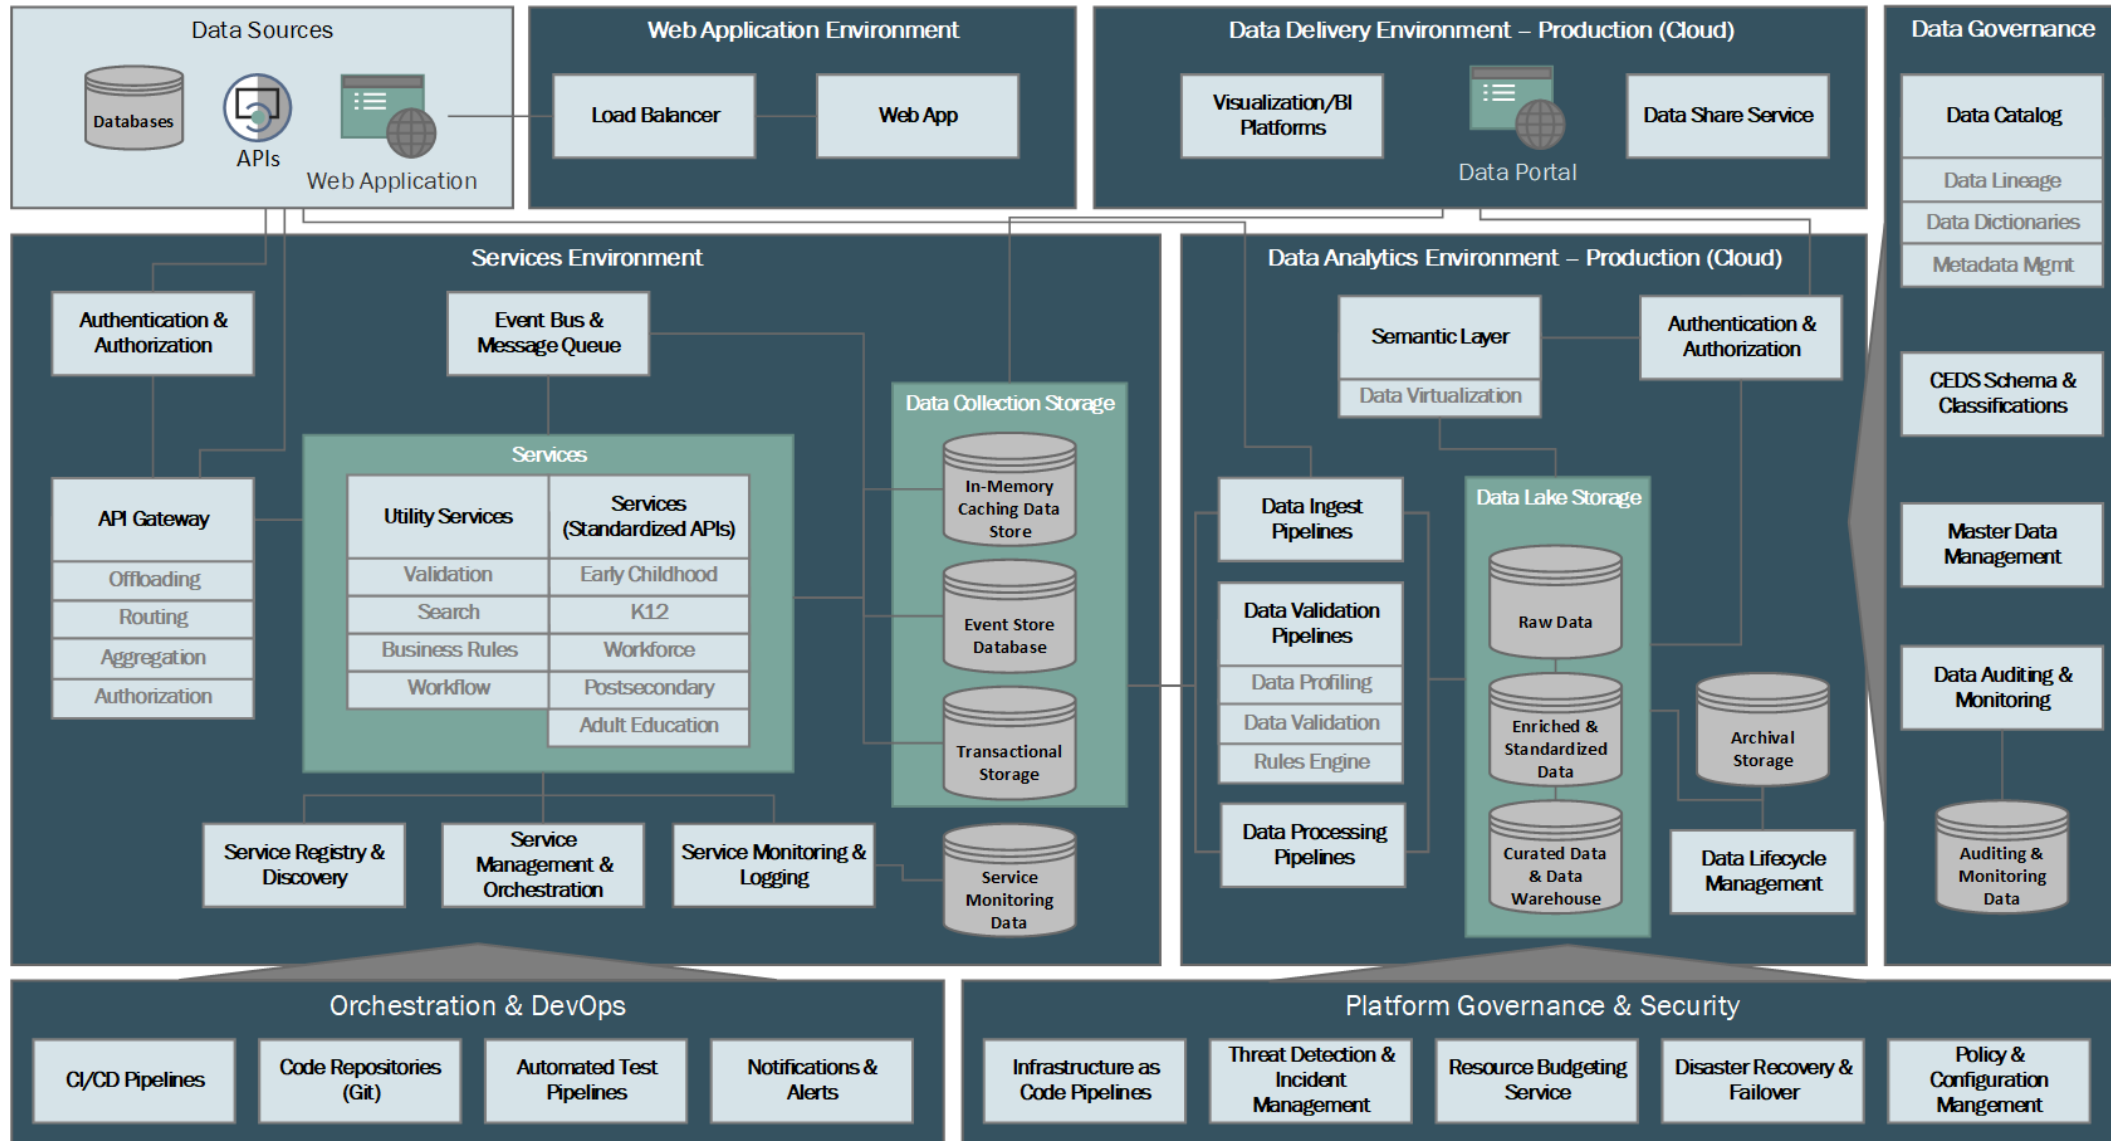 Data Sources
Databases
APIs
Web Application
Web Application Environment
Load Balancer
Web App
Data Delivery Environment – Production (Cloud)
Visualization/BI
Platforms
Data Portal
Data Share Service
Data Governance
Data Catalog
Data Lineage
Data Dictionaries
Metadata Mgmt
CEDS Schema &
Classifications
Master Data
Management
Data Auditing &
Monitoring
Auditing &
Monitoring
Data
Services Environment
Authentication &
Authorization
Event Bus &
Message Queue
API Gateway
Offloading
Routing
Aggregation
Authorization
Services
Utility Services
Validation
Search
Business Rules
Workflow
Services
(Standardized APIs)
Early Childhood
K12
Workforce
Postsecondary
Adult Education
Data Collection Storage
In-Memory
Caching Data
Store
Event Store
Database
Transactional
Storage
Service Registry &
Discovery
Service
Management &
Orchestration
Service Monitoring &
Logging
Service
Monitoring
Data
Data Analytics Environment – Production (Cloud)
Semantic Layer
Data Virtualization
Authentication &
Authorization
Data Ingest
Pipelines
Data Validation
Pipelines
Data Profiling
Data Validation
Rules Engine
Data Processing
Pipelines
Data Lake Storage
Raw Data
Enriched &
Standardized
Data
Curated Data
& Data
Warehouse
Archival
Storage
Data Lifecycle
Management
Orchestration & DevOps
CI/CD Pipelines
Code Repositories
(Git)
Automated Test
Pipelines
Notifications &
Alerts
Platform Governance & Security
Infrastructure as
Code Pipelines
Threat Detection &
Incident
Management
Resource Budgeting
Service
Disaster Recovery &
Failover
Policy &
Configuration
Mangement